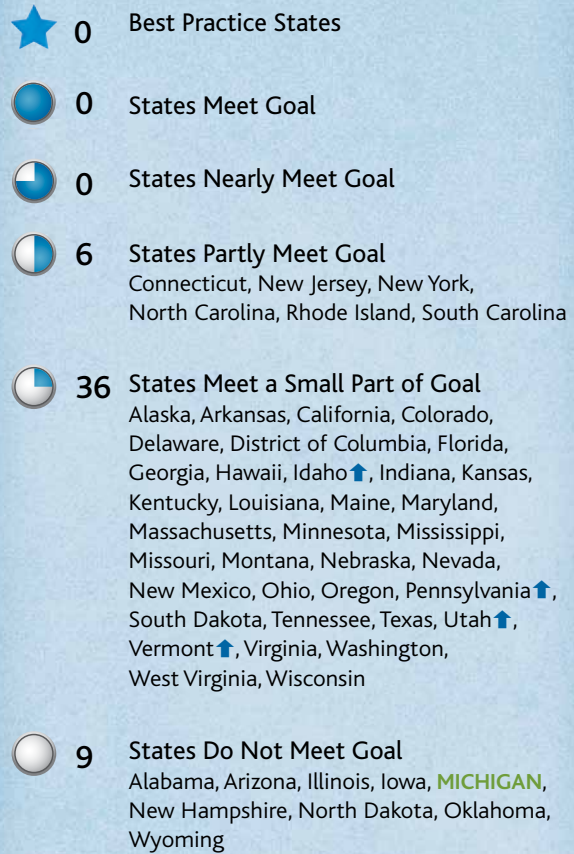 0 Best Practice States
0 States Meet Goal
0 States Nearly Meet Goal
6 States Partly Meet Goal
Connecticut, New Jersey, New York,
North Carolina, Rhode Island, South Carolina
36 States Meet a Small Part of Goal
Alaska, Arkansas, California, Colorado,
Delaware, District of Columbia, Florida,
Georgia, Hawaii, Idaho⬆, Indiana, Kansas,
Kentucky, Louisiana, Maine, Maryland,
Massachusetts, Minnesota, Mississippi,
Missouri, Montana, Nebraska, Nevada,
New Mexico, Ohio, Oregon, Pennsylvania⬆,
South Dakota, Tennessee, Texas, Utah⬆,
Vermont⬆, Virginia, Washington,
West Virginia, Wisconsin
9 States Do Not Meet Goal
Alabama, Arizona, Illinois, Iowa, MICHIGAN,
New Hampshire, North Dakota, Oklahoma,
Wyoming